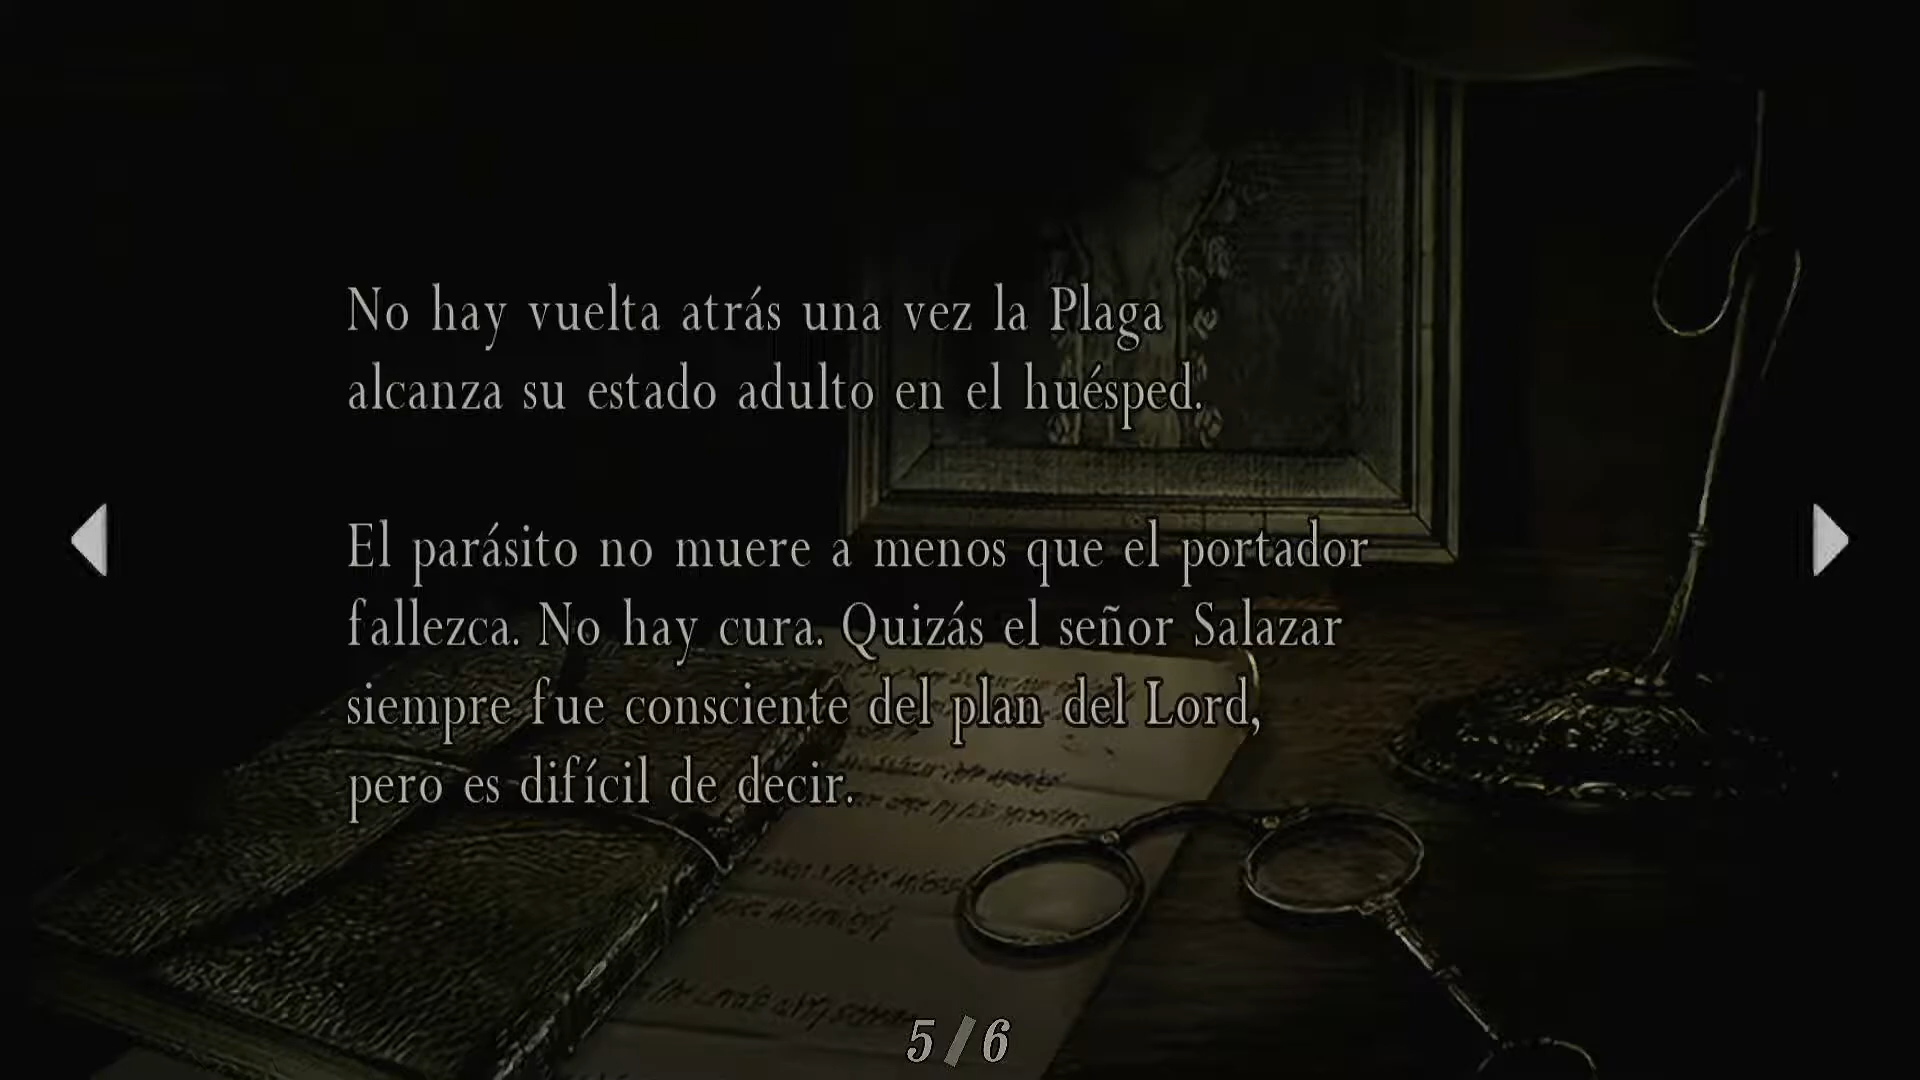 No hay vuelta atrás una vez la Plaga
alcanza su estado adulto en el huésped.
El parásito no muere a menos que el portador
fallezca. No hay cura. Quizás el señor Salazar
siempre fue consciente del plan del Lord,
pero es difícil de decir.
5/6